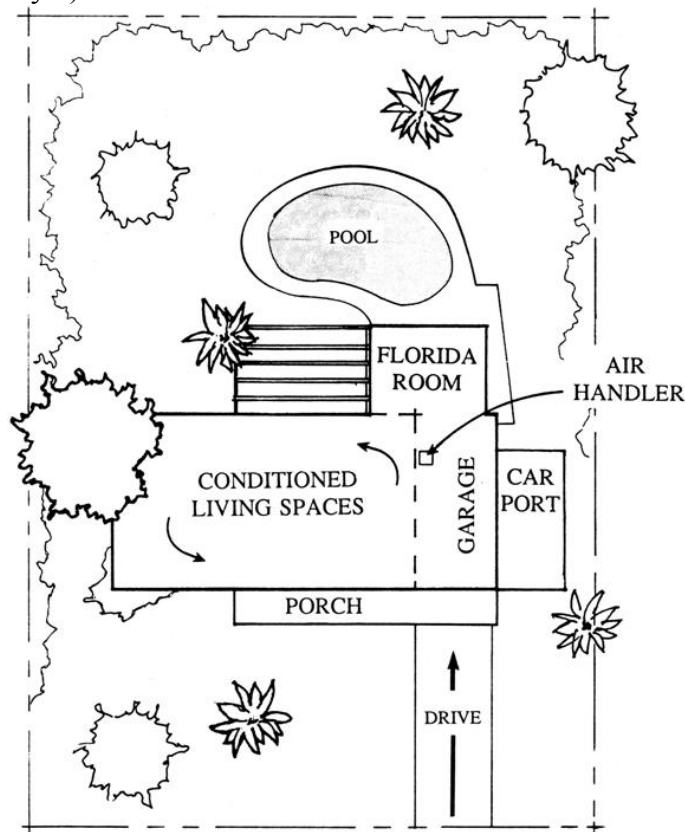 POOL
FLORIDA
ROOM
AIR
HANDLER
CONDITIONED
LIVING SPACES
GARAGE
CAR
PORT
PORCH
DRIVE